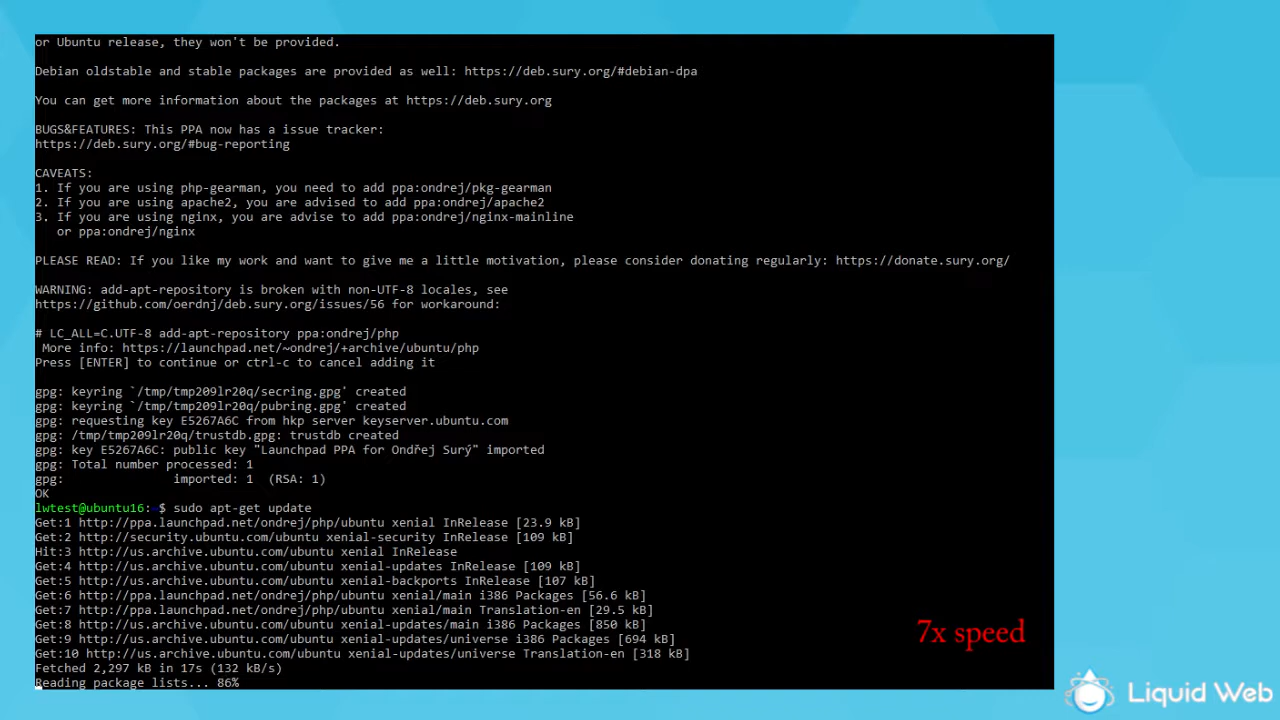 or Ubuntu release, they won't be provided.
Debian oldstable and stable packages are provided as well: https://deb.sury.org/#debian-dpa
You can get more information about the packages at https://deb.sury.org
BUGS&FEATURES: This PPA now has a issue tracker:
https://deb.sury.org/#bug-reporting
CAVEATS:
1. If you are using php-gearman, you need to add ppa:ondrej/pkg-gearman
2. If you are using apache2, you are advised to add ppa:ondrej/apache2
3. If you are using nginx, you are advise to add ppa:ondrej/nginx-mainline
or ppa:ondrej/nginx
PLEASE READ: If you like my work and want to give me a little motivation, please consider donating regularly: https://donate.sury.org/
WARNING: add-apt-repository is broken with non-UTF-8 locales, see
https://github.com/oerdnj/deb.sury.org/issues/56 for workaround:
# LC_ALL=C.UTF-8 add-apt-repository ppa:ondrej/php
More info: https://launchpad.net/~ondrej/+archive/ubuntu/php
Press [ENTER] to continue or ctrl-c to cancel adding it
gpg: keyring `/tmp/tmp209lr20q/secring.gpg' created
gpg: keyring `/tmp/tmp209lr20q/pubring.gpg' created
gpg: requesting key E5267A6C from hkp server keyserver.ubuntu.com
gpg: /tmp/tmp209lr20q/trustdb.gpg: trustdb created
gpg: key E5267A6C: public key "Launchpad PPA for Ondřej Surý" imported
gpg: Total number processed: 1
gpg: imported: 1 (RSA: 1)
OK
lwtest@ubuntu16:~$ sudo apt-get update
Get:1 http://ppa.launchpad.net/ondrej/php/ubuntu xenial InRelease [23.9 kB]
Get:2 http://security.ubuntu.com/ubuntu xenial-security InRelease [109 kB]
Hit:3 http://us.archive.ubuntu.com/ubuntu xenial InRelease
Get:4 http://us.archive.ubuntu.com/ubuntu xenial-updates InRelease [109 kB]
Get:5 http://us.archive.ubuntu.com/ubuntu xenial-backports InRelease [107 kB]
Get:6 http://ppa.launchpad.net/ondrej/php/ubuntu xenial/main i386 Packages [56.6 kB]
Get:7 http://ppa.launchpad.net/ondrej/php/ubuntu xenial/main Translation-en [29.5 kB]
Get:8 http://us.archive.ubuntu.com/ubuntu xenial-updates/main i386 Packages [850 kB]
Get:9 http://us.archive.ubuntu.com/ubuntu xenial-updates/universe i386 Packages [694 kB]
Get:10 http://us.archive.ubuntu.com/ubuntu xenial-updates/universe Translation-en [318 kB]
Fetched 2,297 kB in 17s (132 kB/s)
Reading package lists... 86%
7x speed
Liquid Web